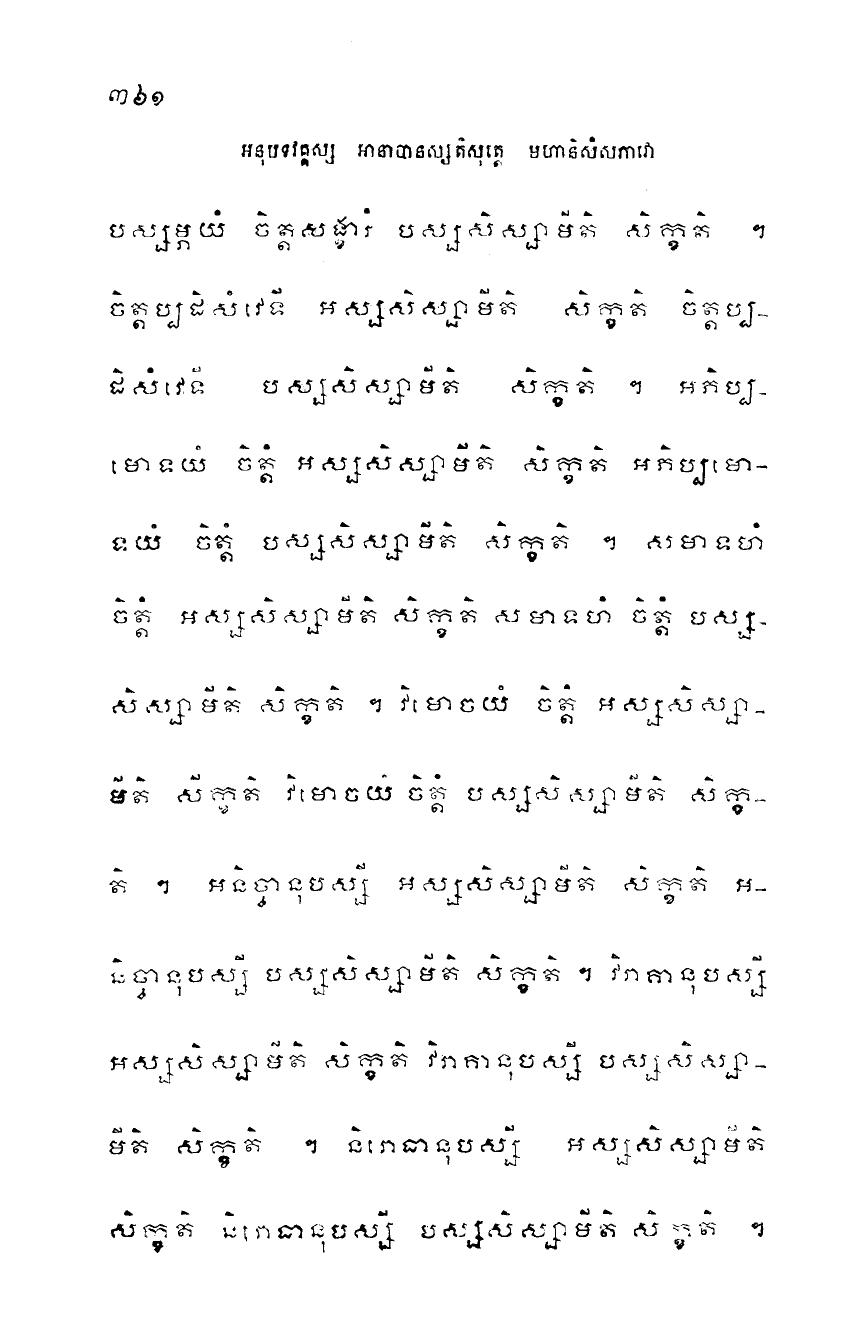 ៣៦១
អនុបទវគ្គស្ស អានាបានស្សតិសុត្តេ មហានិសំសភាវោ
បស្សម្ភយំ ចិត្តសង្ខារំ បស្សសិស្សាមីតិ សិក្ខតិ ។
ចិត្តប្បដិសំវេទី អស្សសិស្សាមីតិ សិក្ខតិ ចិត្តប្ប-
ដិសំវេទី បស្សសិស្សាមីតិ សិក្ខតិ ។ អភិប្ប-
មោទយំ ចិត្តំ អស្សសិស្សាមីតិ សិក្ខតិ អភិប្បមោ-
ទយំ ចិត្តំ បស្សសិស្សាមីតិ សិក្ខតិ ។ សមាទហំ
ចិត្តំ អស្សសិស្សាមីតិ សិក្ខតិ សមាទហំ ចិត្តំ បស្ស-
សិស្សាមីតិ សិក្ខតិ ។ វិមោចយំ ចិត្តំ អស្សសិស្សា-
មីតិ សីក្ខតិ វិមោចយំ ចិត្តំ បស្សសិស្សាមីតិ សិក្ខ-
តិ ។ អនិច្ចានុបស្សី អស្សសិស្សាមីតិ សិក្ខតិ អ-
និច្ចានុបស្សី បស្សសិស្សាមីតិ សិក្ខតិ ។ វិរាគានុបស្សី
អស្សសិស្សាមីតិ សិក្ខតិ វិរាគានុបស្សី បស្សសិស្សា-
មីតិ សិក្ខតិ ។ និរោធានុបស្សី អស្សសិស្សាមីតិ
សិក្ខតិ និរោធានុបស្សី បស្សសិស្សាមីតិ សិក្ខតិ ។